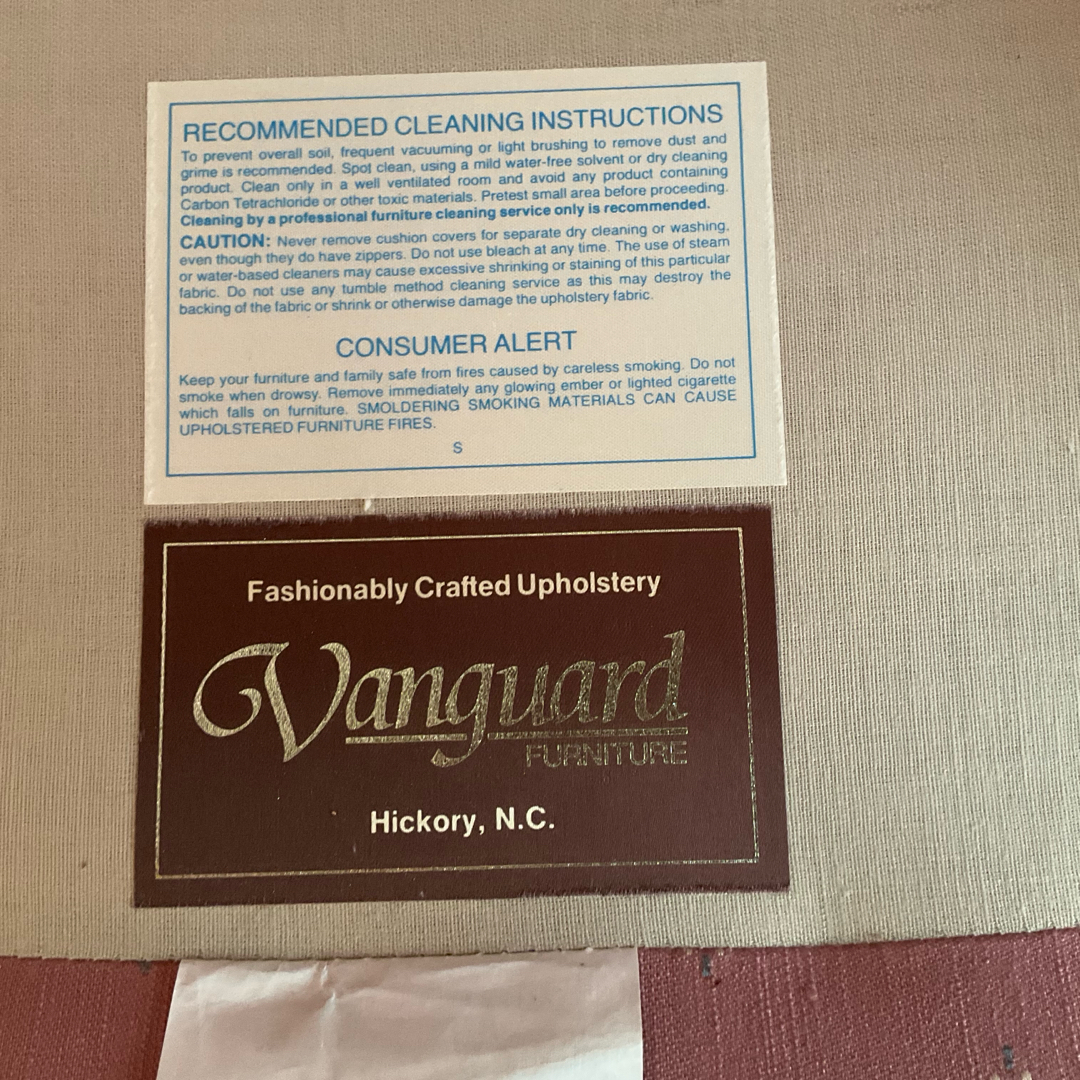 RECOMMENDED CLEANING INSTRUCTIONS
To prevent overall soil, frequent vacuuming or light brushing to remove dust and
grime is recommended. Spot clean, using a mild water-free solvent or dry cleaning
product. Clean only in a well ventilated room and avoid any product containing
Carbon Tetrachloride or other toxic materials. Pretest small area before proceeding.
Cleaning by a professional furniture cleaning service only is recommended.
CAUTION: Never remove cushion covers for separate dry cleaning or washing,
even though they do have zippers. Do not use bleach at any time. The use of steam
or water-based cleaners may cause excessive shrinking or staining of this particular
fabric. Do not use any tumble method cleaning service as this may destroy the
backing of the fabric or shrink or otherwise damage the upholstery fabric.
CONSUMER ALERT
Keep your furniture and family safe from fires caused by careless smoking. Do not
smoke when drowsy. Remove immediately any glowing ember or lighted cigarette
which falls on furniture. SMOLDERING SMOKING MATERIALS CAN CAUSE
UPHOLSTERED FURNITURE FIRES.
S
Fashionably Crafted Upholstery
Vanguard
FURNITURE
Hickory, N.C.